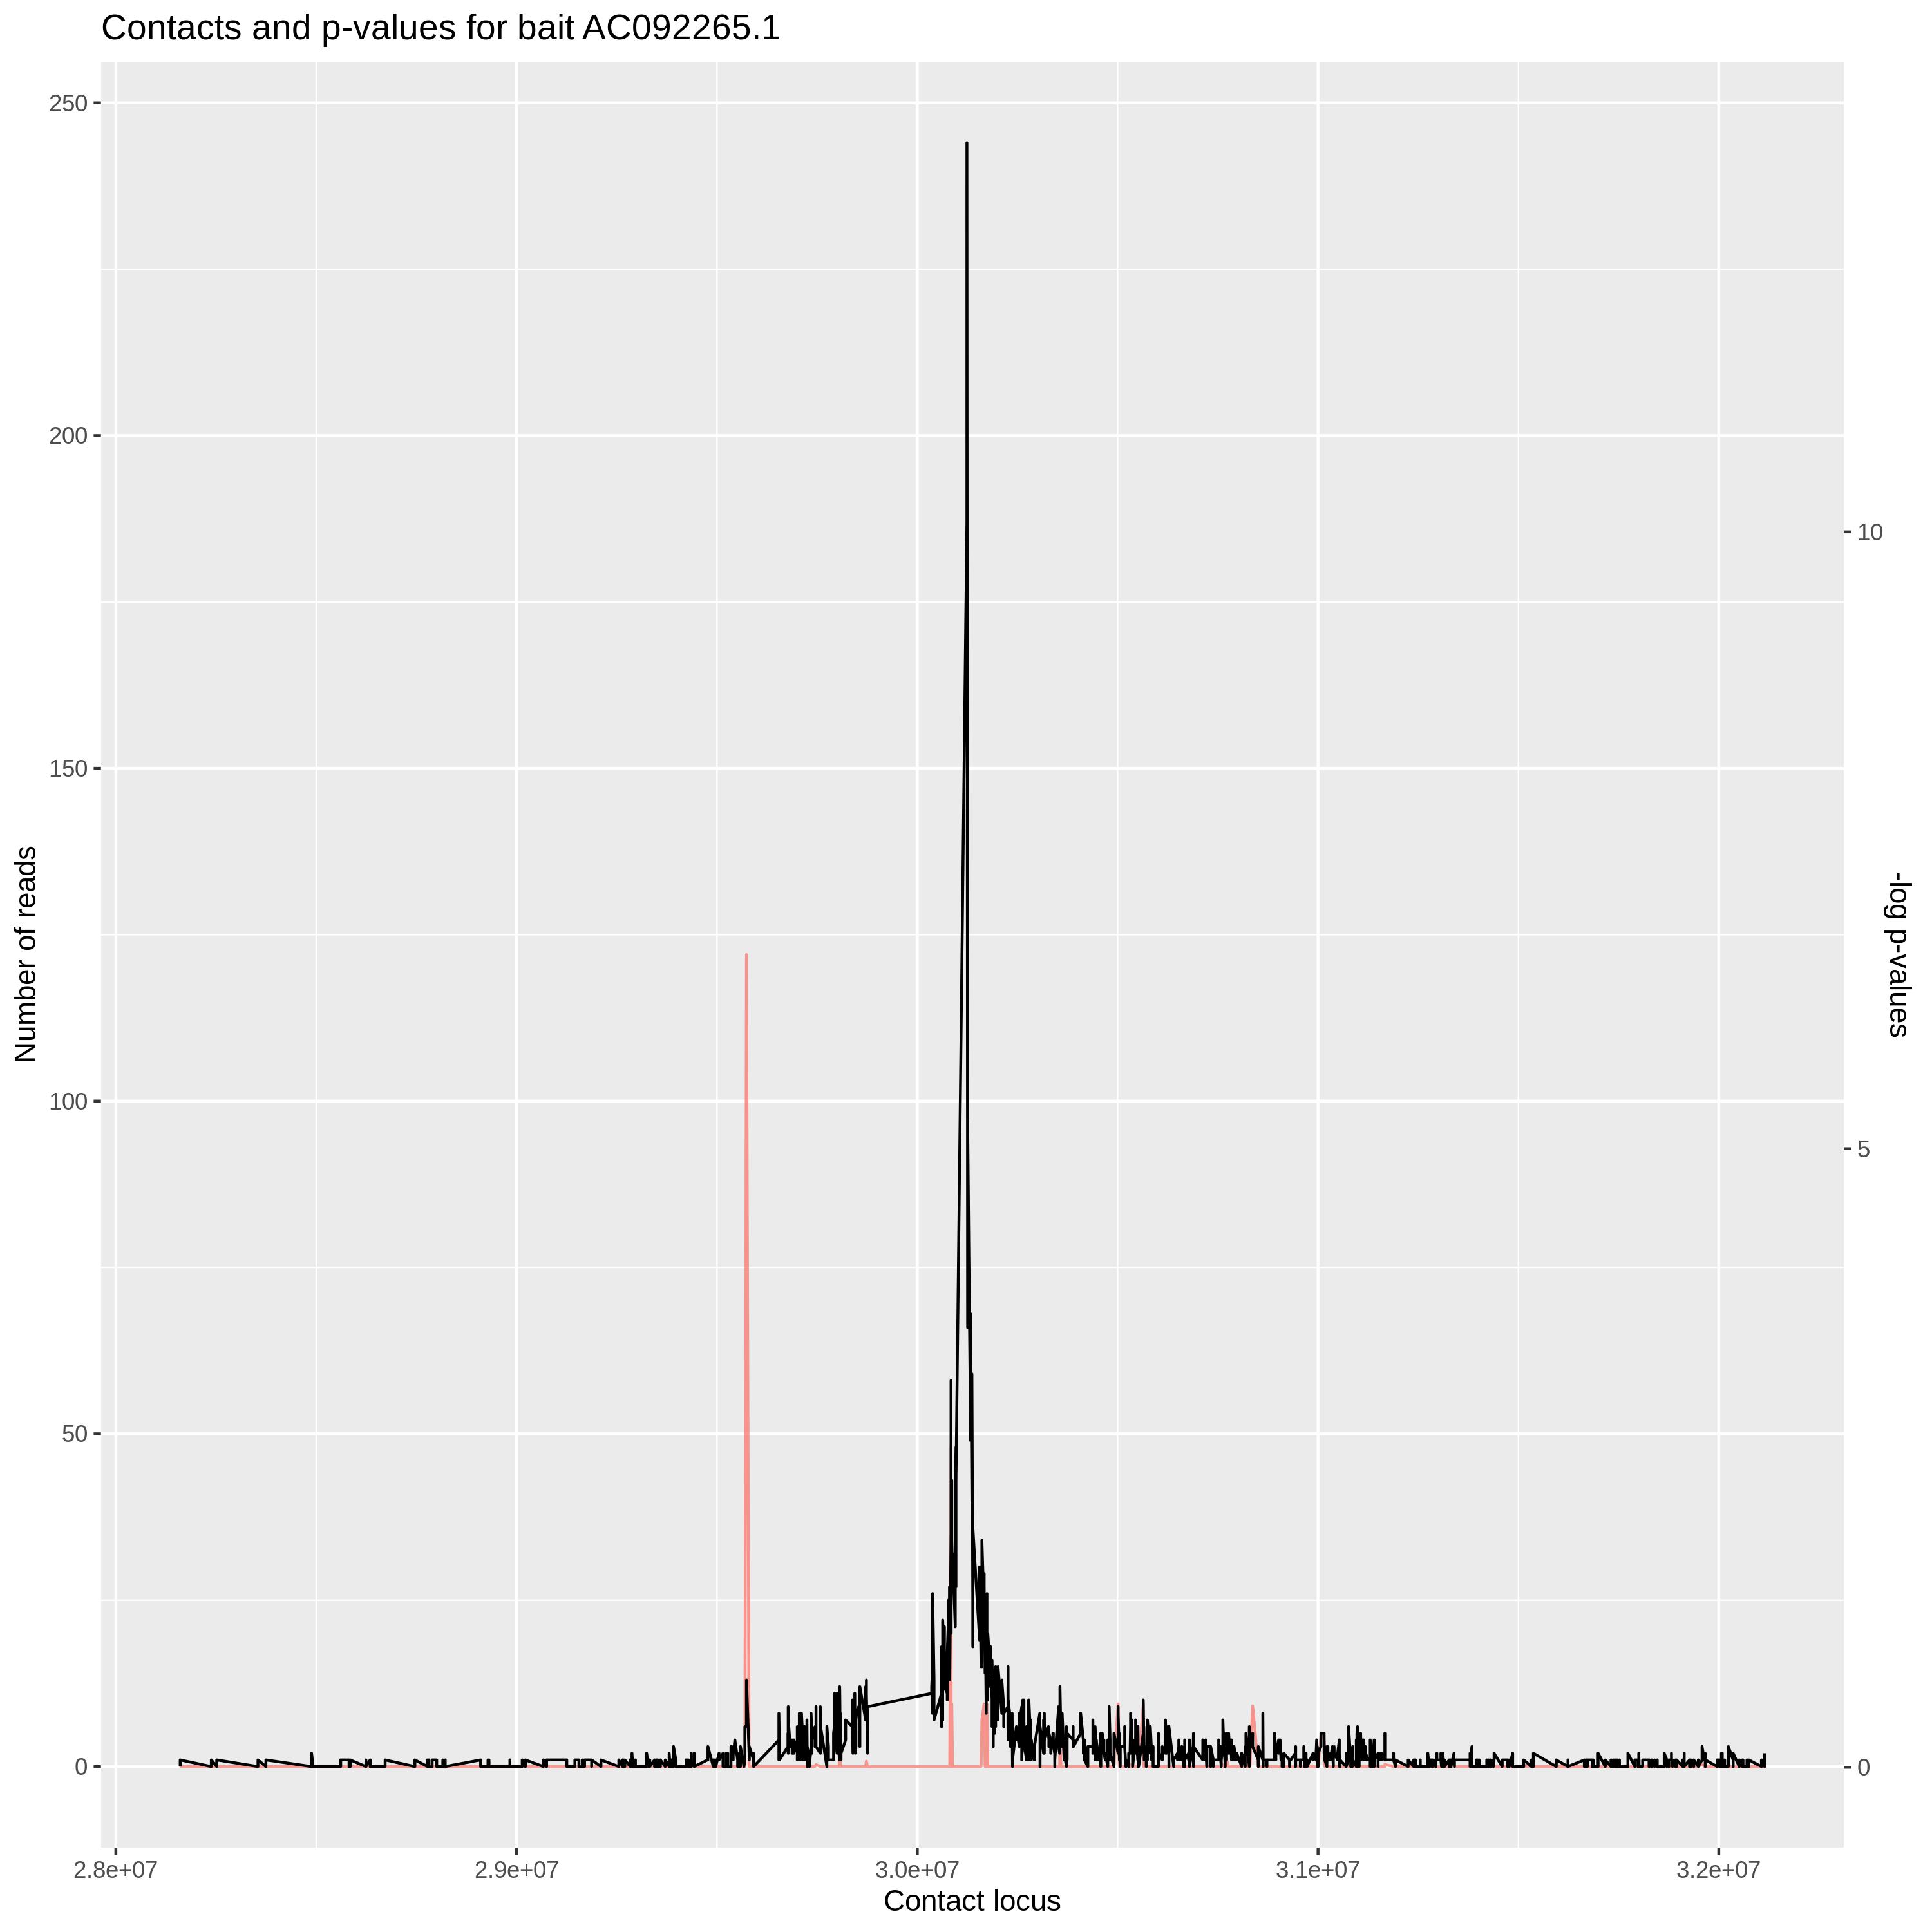 Contacts and p-values for bait AC092265.1
250
200
150
100
50
0
Number of reads
10
5
0
-log p-values
2.8e+07
2.9e+07
3.0e+07
3.1e+07
3.2e+07
Contact locus